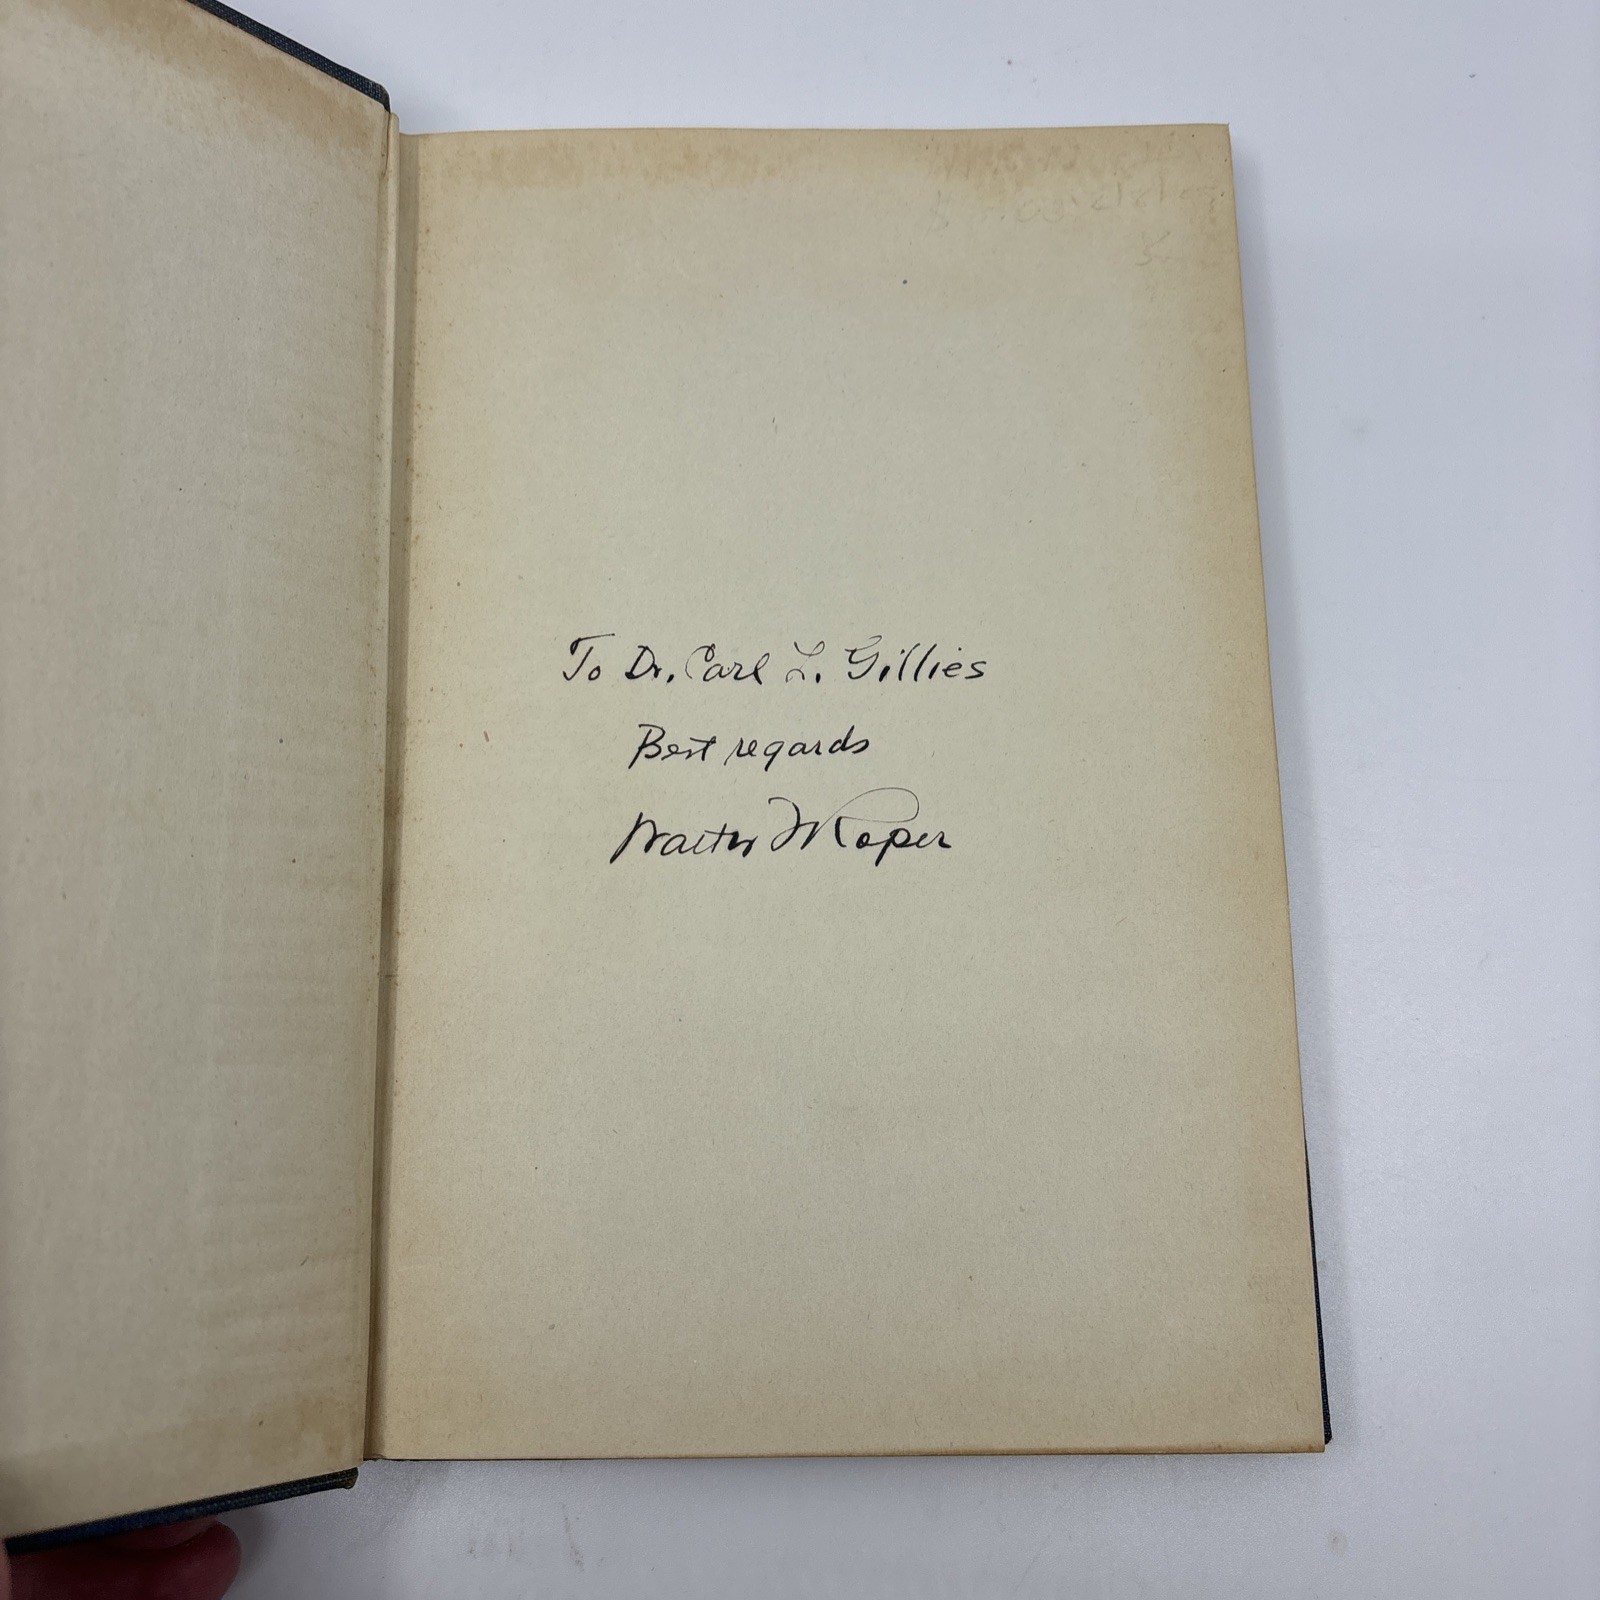 To Dr. Carl L. Gillies
Best regards
Walter F Roper